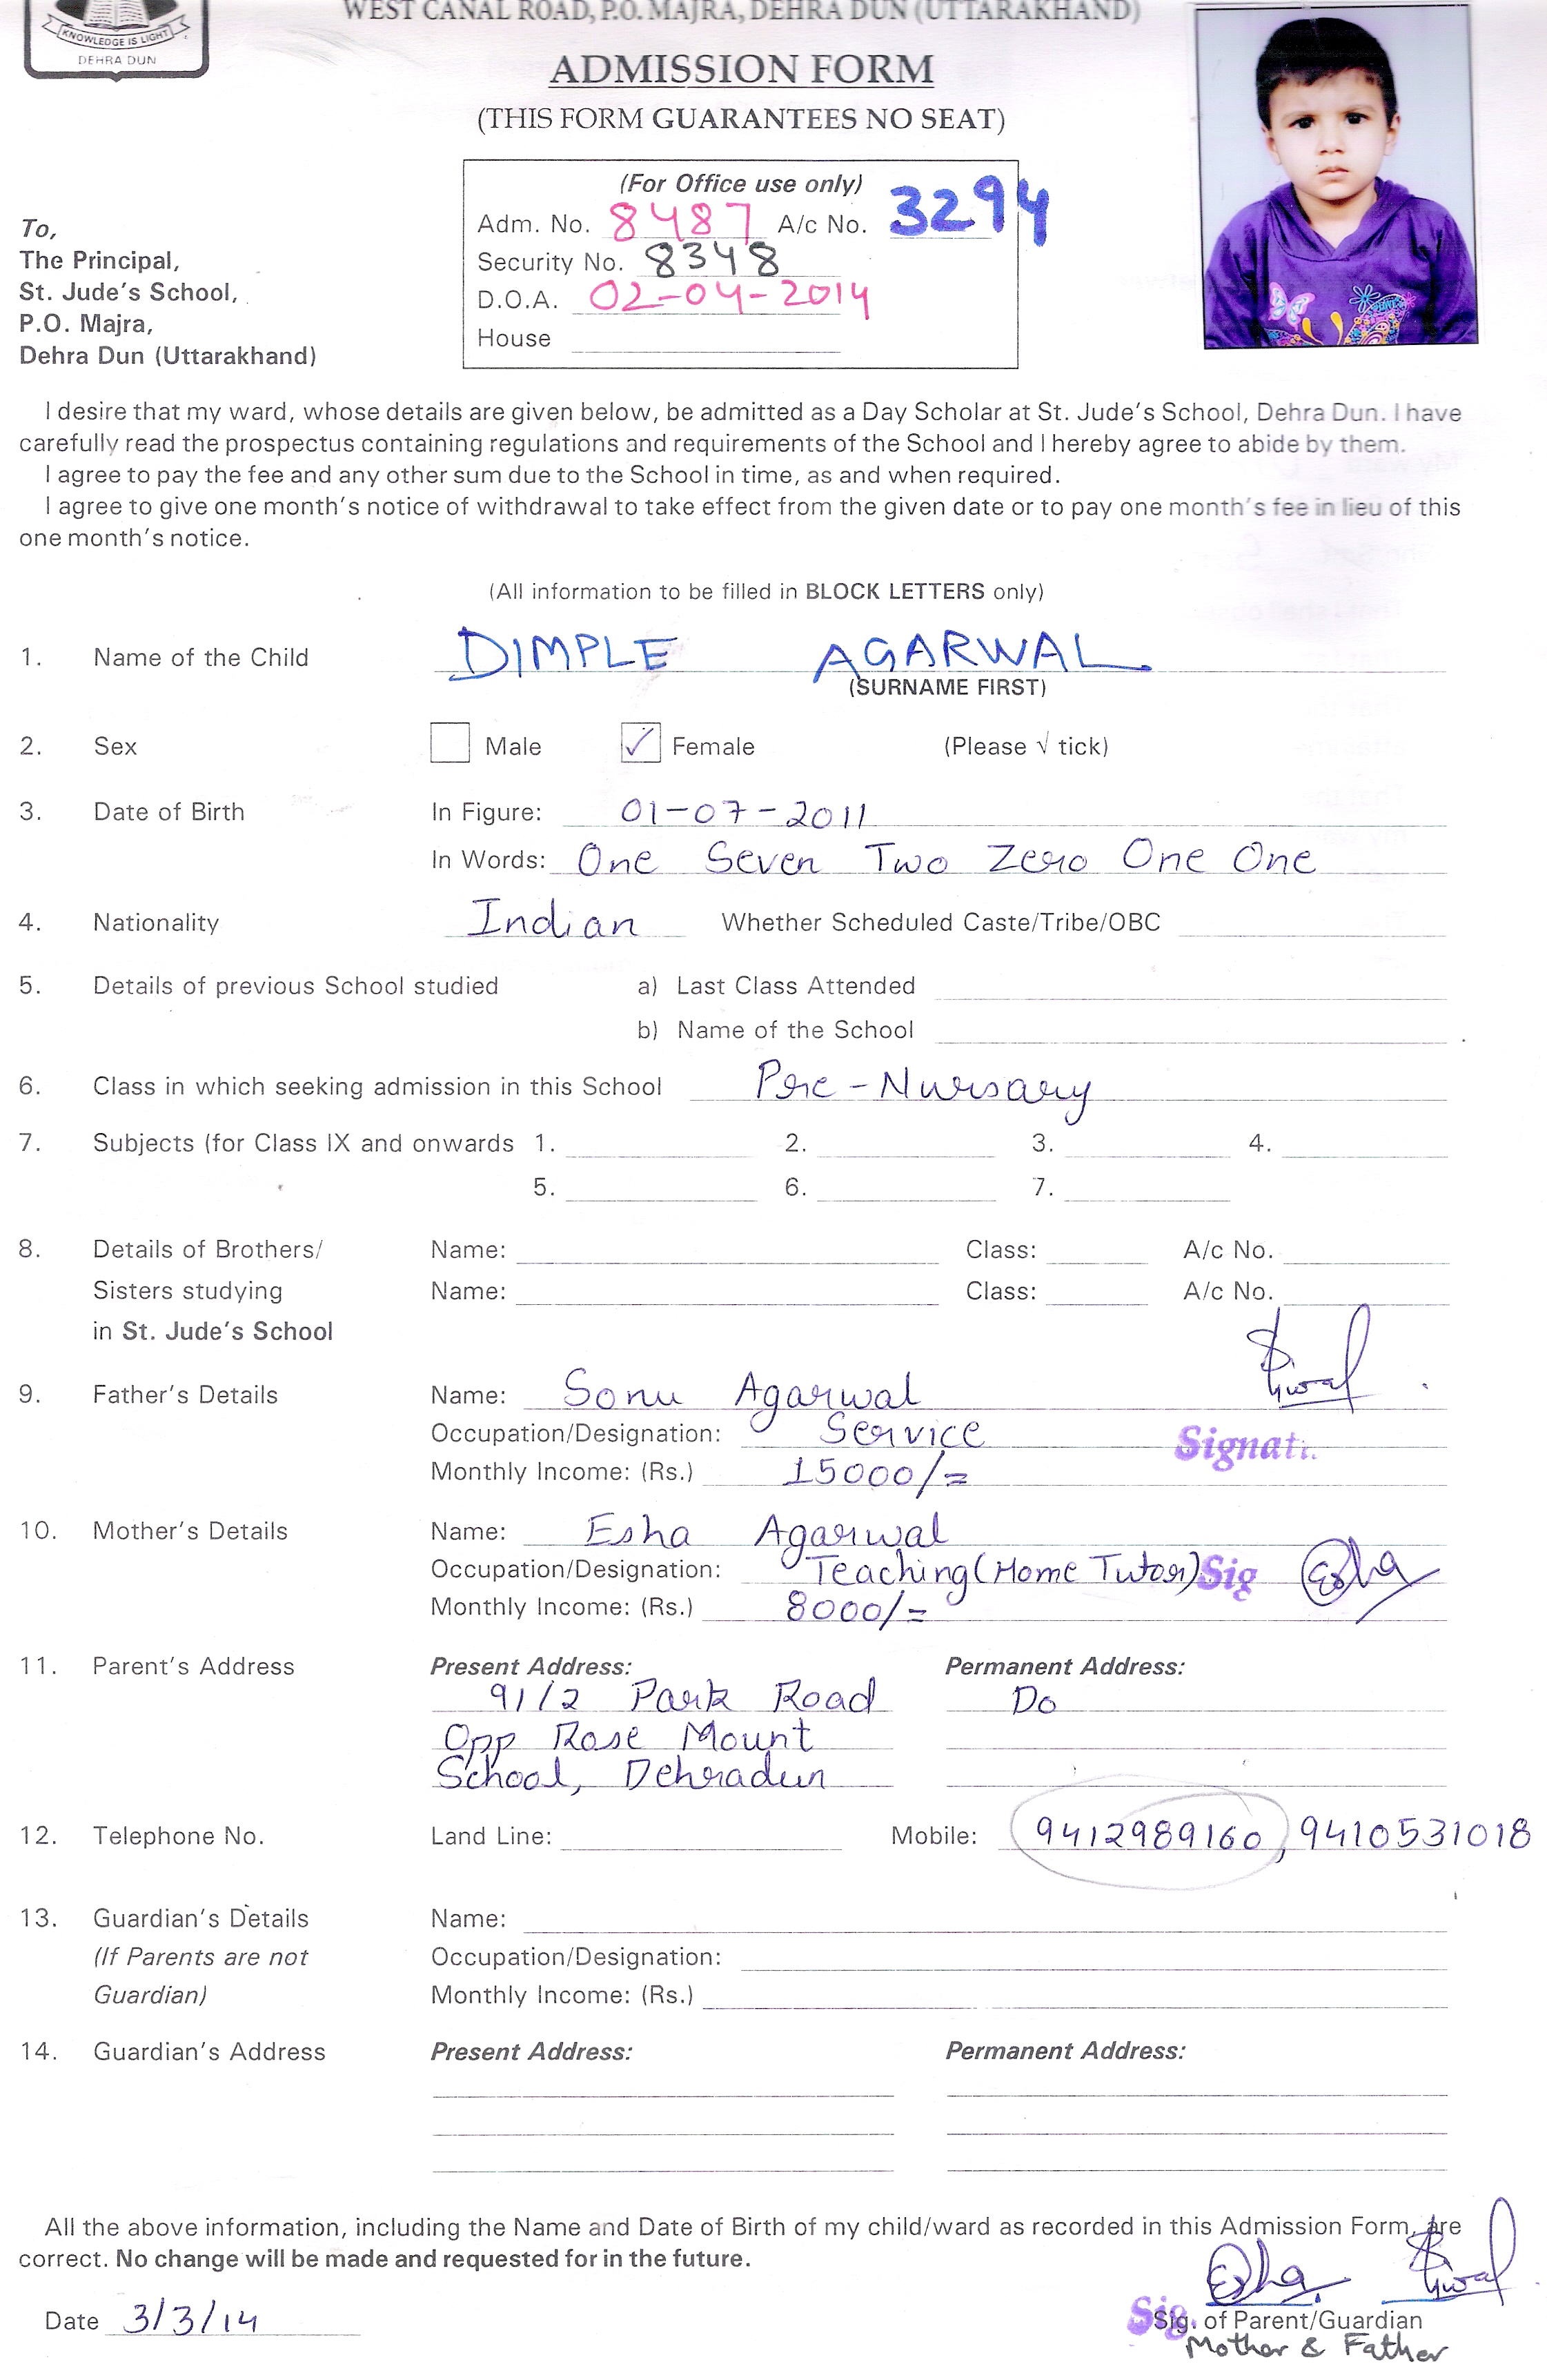 WEST CANAL ROAD, P.O. MAJRA, DEHRA DUN (UTTARAKHAND)
KNOWLEDGE IS LIGHT
DEHRA DUN
ADMISSION FORM
(THIS FORM GUARANTEES NO SEAT)
(For Office use only)
Adm. No. 8487 A/c No. 3294
Security No. 8348
D.O.A. 02-04-2014
House
To,
The Principal,
St. Jude's School,
P.O. Majra,
Dehra Dun (Uttarakhand)
I desire that my ward, whose details are given below, be admitted as a Day Scholar at St. Jude's School, Dehra Dun. I have
carefully read the prospectus containing regulations and requirements of the School and I hereby agree to abide by them.
I agree to pay the fee and any other sum due to the School in time, as and when required.
I agree to give one month's notice of withdrawal to take effect from the given date or to pay one month's fee in lieu of this
one month's notice.
(All information to be filled in BLOCK LETTERS only)
1. Name of the Child DIMPLE AGARWAL
(SURNAME FIRST)
2. Sex Male ✓ Female (Please √ tick)
3. Date of Birth In Figure: 01-07-2011
In Words: One Seven Two Zero One One
4. Nationality Indian Whether Scheduled Caste/Tribe/OBC
5. Details of previous School studied a) Last Class Attended
b) Name of the School
6. Class in which seeking admission in this School Pre-Nursary
7. Subjects (for Class IX and onwards 1. 2. 3. 4.
5. 6. 7.
8. Details of Brothers/ Name: Class: A/c No.
Sisters studying Name: Class: A/c No.
in St. Jude's School
9. Father's Details Name: Sonu Agarwal
Occupation/Designation: Service Signat
Monthly Income: (Rs.) 15000/=
10. Mother's Details Name: Esha Agarwal
Occupation/Designation: Teaching (Home Tutor) Sig Esha
Monthly Income: (Rs.) 8000/=
11. Parent's Address Present Address: Permanent Address:
91/2 Park Road Do
Opp Rose Mount
School, Dehradun
12. Telephone No. Land Line: Mobile: 9412989160, 9410531018
13. Guardian's Details Name:
(If Parents are not Occupation/Designation:
Guardian) Monthly Income: (Rs.)
14. Guardian's Address Present Address: Permanent Address:
All the above information, including the Name and Date of Birth of my child/ward as recorded in this Admission Form, are
correct. No change will be made and requested for in the future.
Esha
Date 3/3/14 Sig. Sig. of Parent/Guardian
Mother & Father